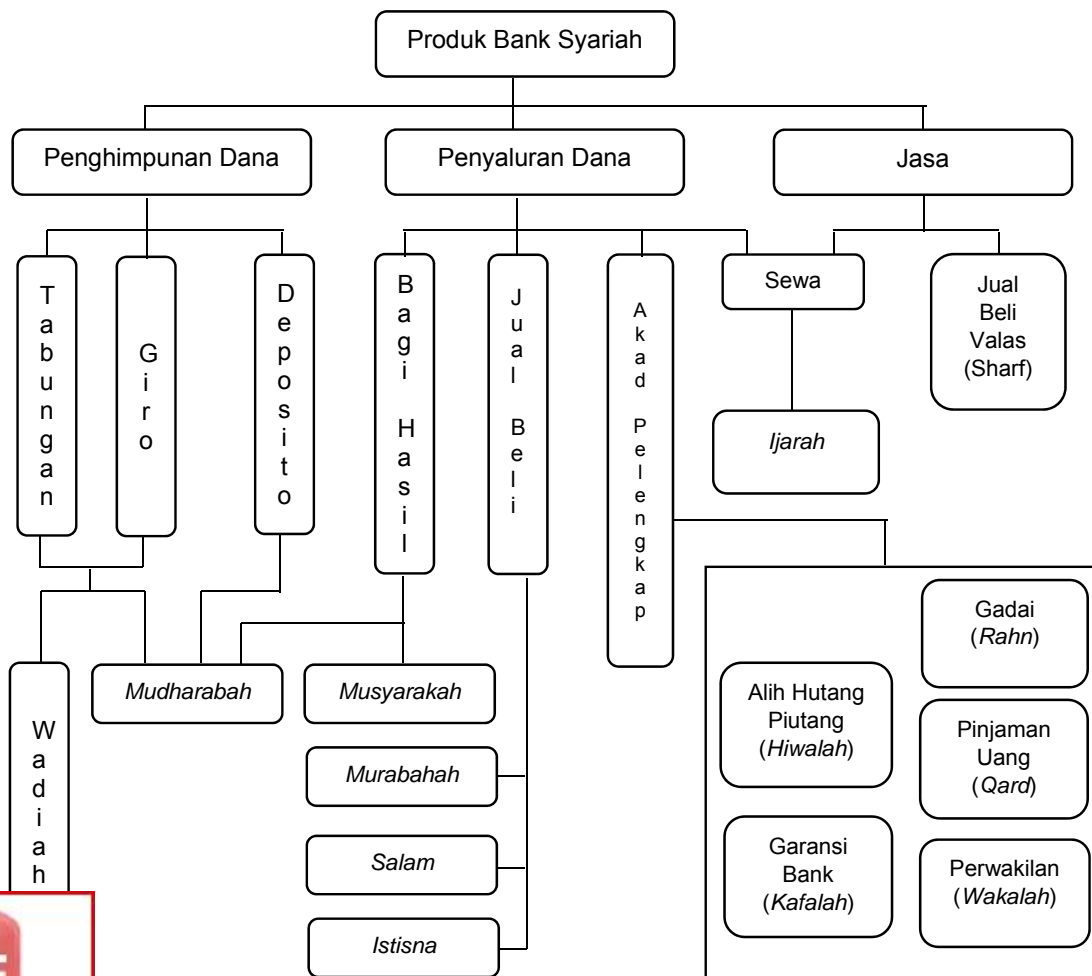 Produk Bank Syariah
Penghimpunan Dana
Penyaluran Dana
Jasa
Tabungan
Giro
Deposito
Bagi Hasil
Jual Beli
Akad Pelengkap
Sewa
Jual
Beli
Valas
(Sharf)
Ijarah
Wadiah
Mudharabah
Musyarakah
Murabahah
Salam
Istisna
Gadai
(Rahn)
Alih Hutang
Piutang
(Hiwalah)
Pinjaman
Uang
(Qard)
Garansi
Bank
(Kafalah)
Perwakilan
(Wakalah)